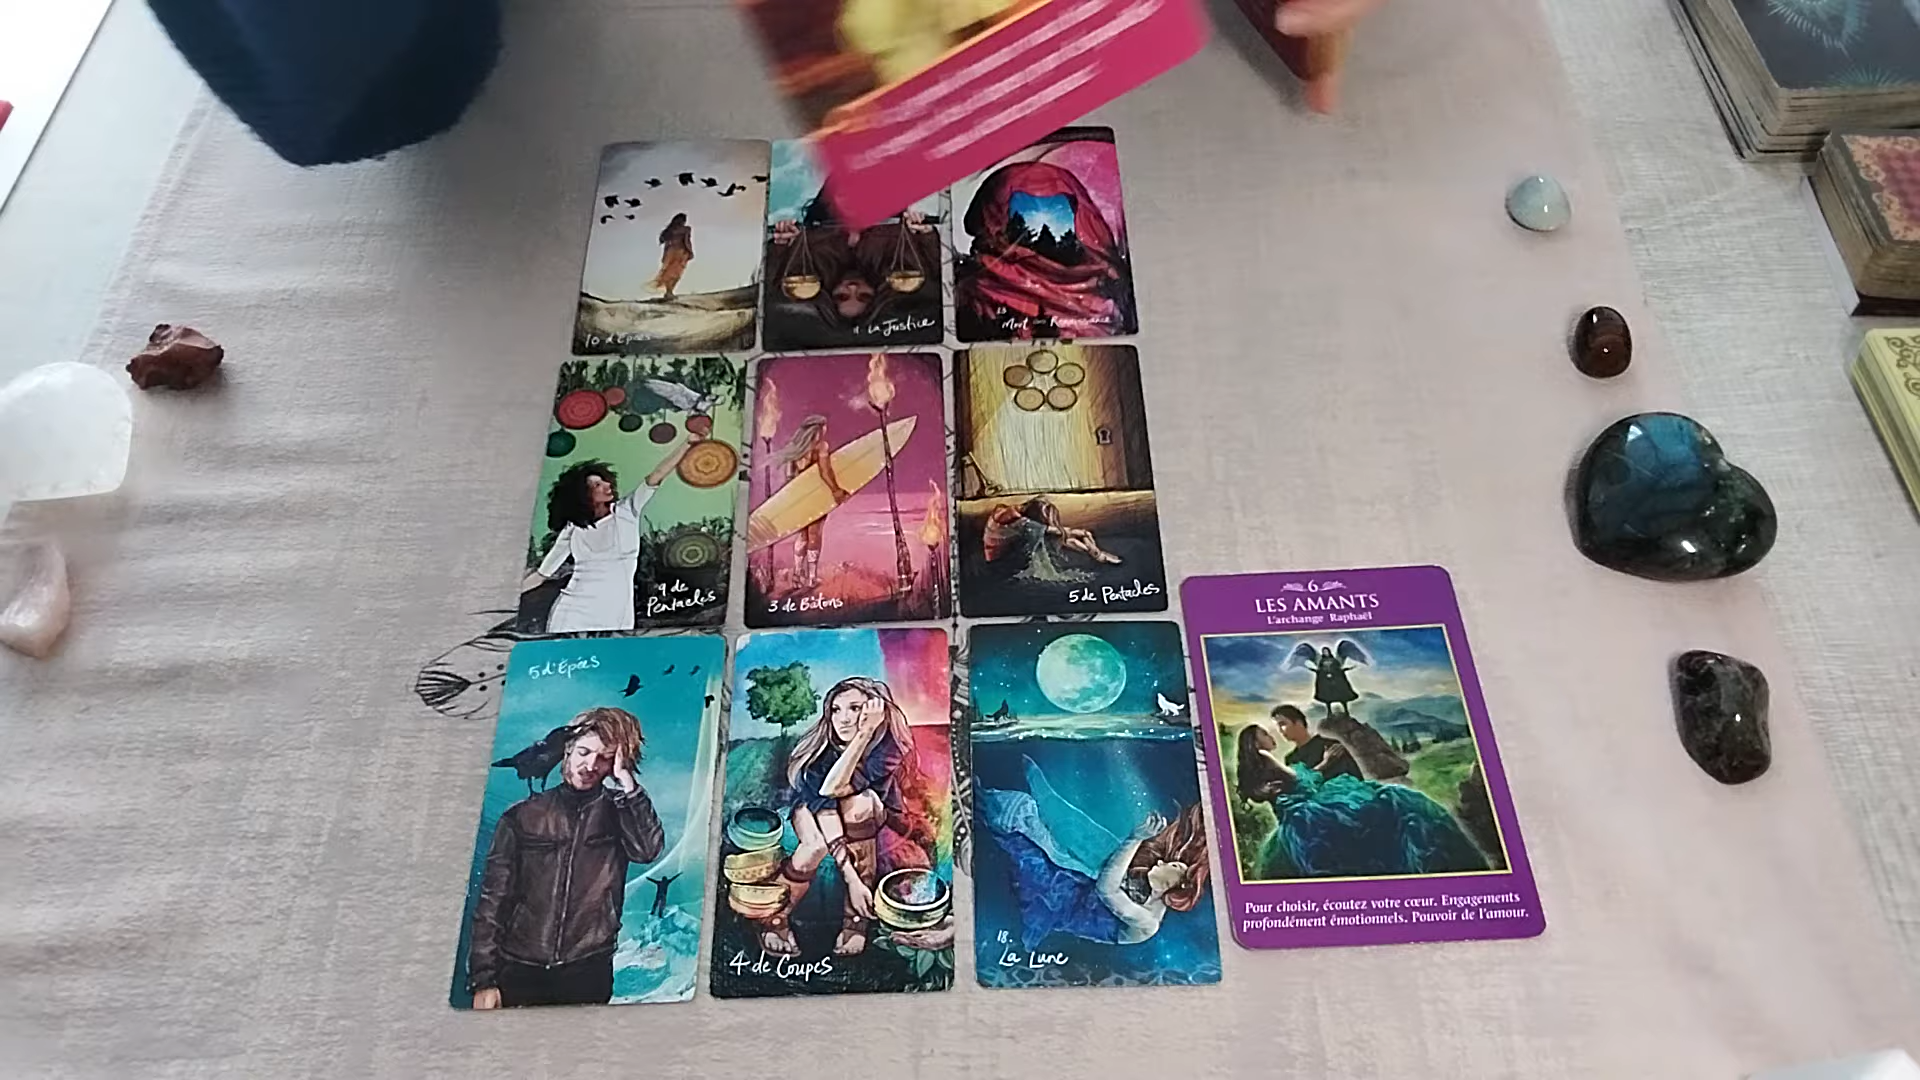 10 d'Épées
11 La Justice
13
Mort Renaissance
9 de
Pentacles
3 de Bâtons
5 de Pentacles
5 d'Épées
4 de Coupes
18.
La Lune
6
LES AMANTS
L'archange Raphaël
Pour choisir, écoutez votre cœur. Engagements
profondément émotionnels. Pouvoir de l'amour.